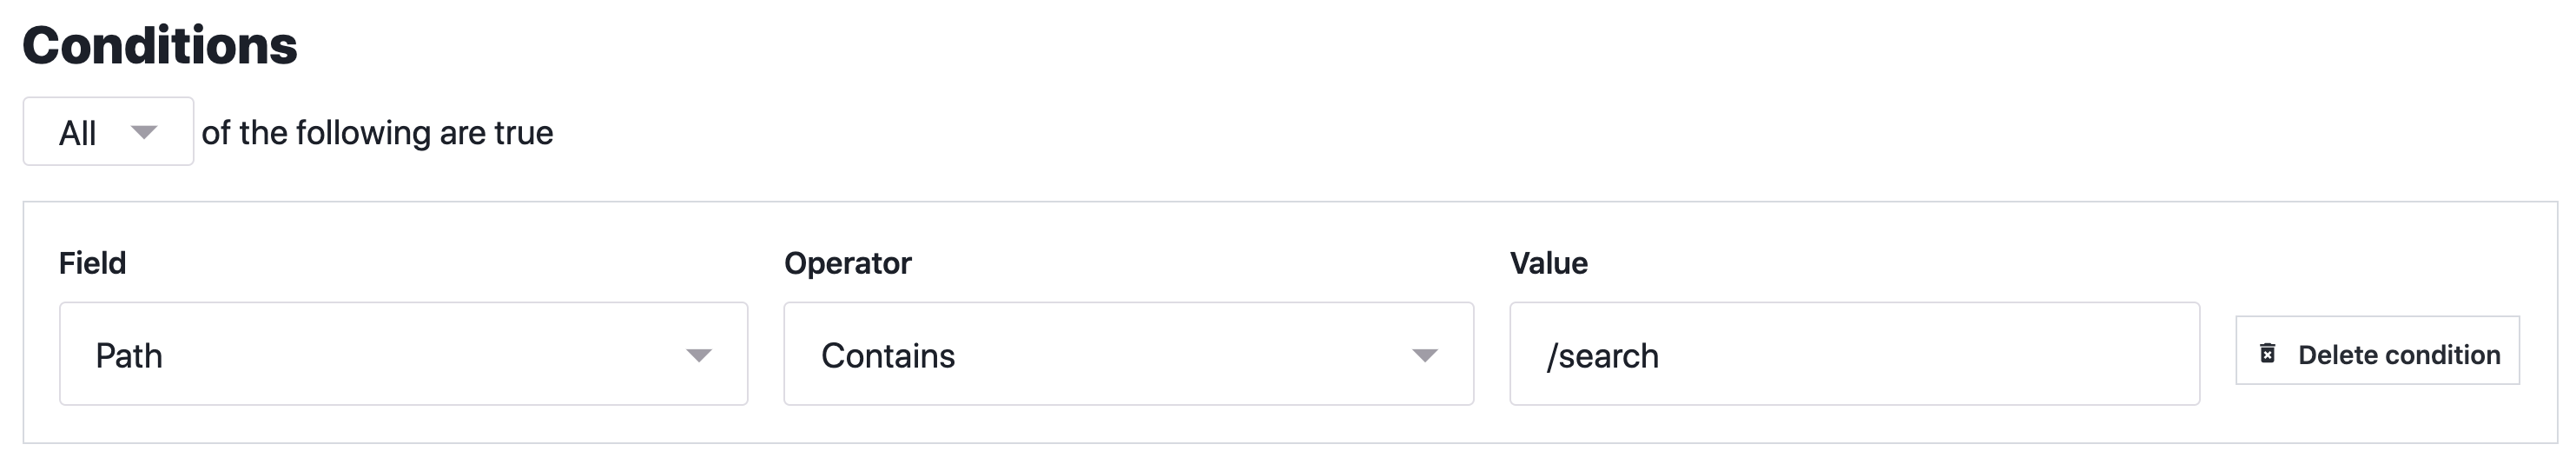 Conditions
All of the following are true
Field Operator Value
Path Contains /search Delete condition